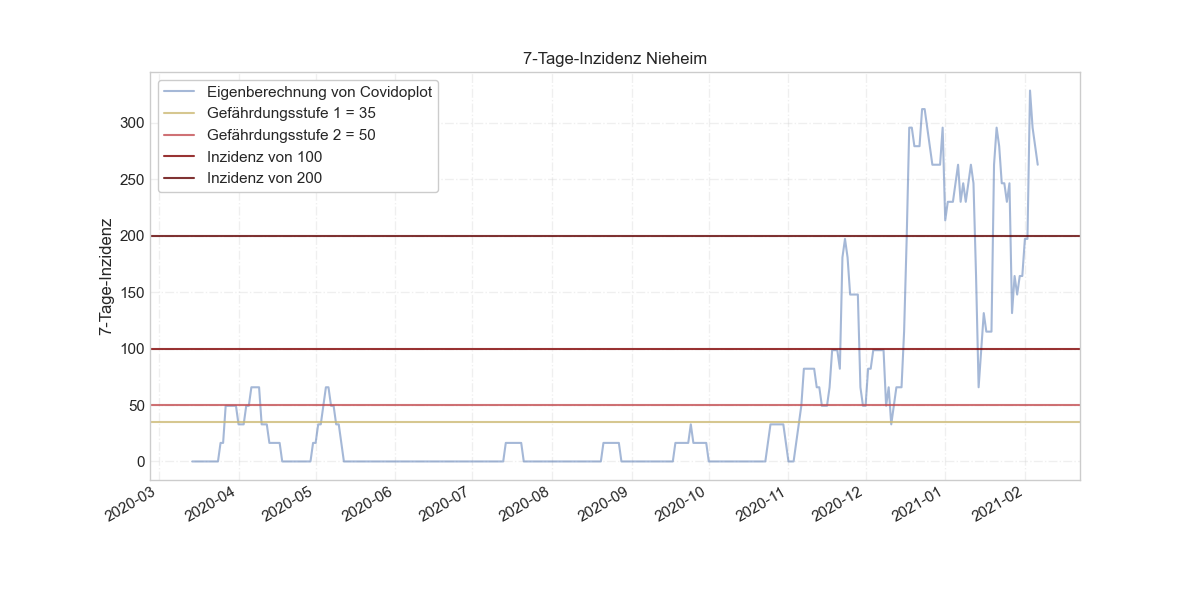 7-Tage-Inzidenz Nieheim
Eigenberechnung von Covidoplot
Gefährdungsstufe 1 = 35
Gefährdungsstufe 2 = 50
Inzidenz von 100
Inzidenz von 200
7-Tage-Inzidenz
300
250
200
150
100
50
0
2020-03
2020-04
2020-05
2020-06
2020-07
2020-08
2020-09
2020-10
2020-11
2020-12
2021-01
2021-02